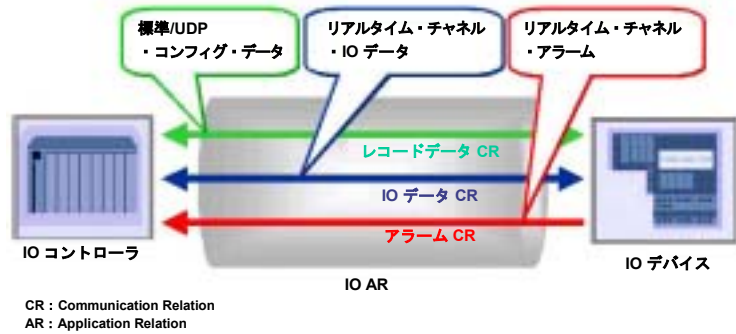 標準/UDP
・コンフィグ・データ
リアルタイム・チャネル
・IO データ
リアルタイム・チャネル
・アラーム
レコードデータ CR
IO データ CR
アラーム CR
IO コントローラ
IO デバイス
IO AR
CR：Communication Relation
AR：Application Relation